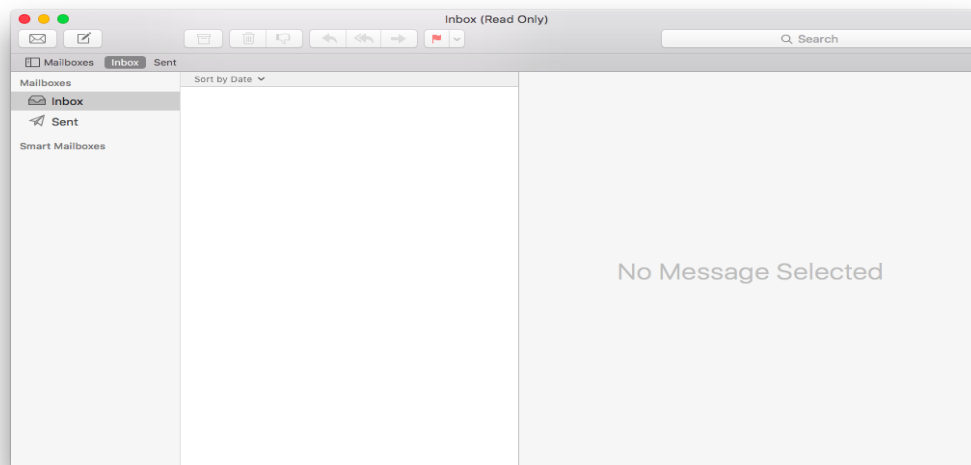 Inbox (Read Only)
Search
Mailboxes Inbox Sent
Mailboxes
Inbox
Sent
Smart Mailboxes
Sort by Date
No Message Selected